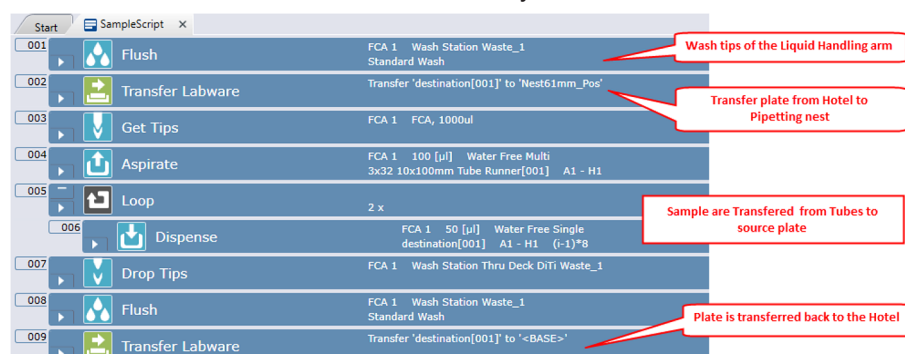 Start SampleScript ×
001 Flush FCA 1 Wash Station Waste_1
Standard Wash
Wash tips of the Liquid Handling arm
002 Transfer Labware Transfer 'destination[001]' to 'Nest61mm_Pos'
Transfer plate from Hotel to
Pipetting nest
003 Get Tips FCA 1 FCA, 1000ul
004 Aspirate FCA 1 100 [µl] Water Free Multi
3x32 10x100mm Tube Runner[001] A1 - H1
005 Loop
2 x
Sample are Transfered from Tubes to
source plate
006 Dispense FCA 1 50 [µl] Water Free Single
destination[001] A1 - H1 (i-1)*8
007 Drop Tips FCA 1 Wash Station Thru Deck DiTi Waste_1
008 Flush FCA 1 Wash Station Waste_1
Standard Wash
Plate is transferred back to the Hotel
009 Transfer Labware Transfer 'destination[001]' to '<BASE>'